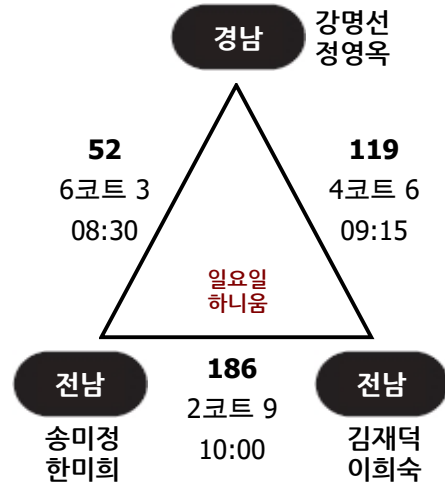 경남
강명선
정영옥
52
6코트 3
08:30
119
4코트 6
09:15
일요일
하니움
전남
송미정
한미희
186
2코트 9
10:00
전남
김재덕
이희숙